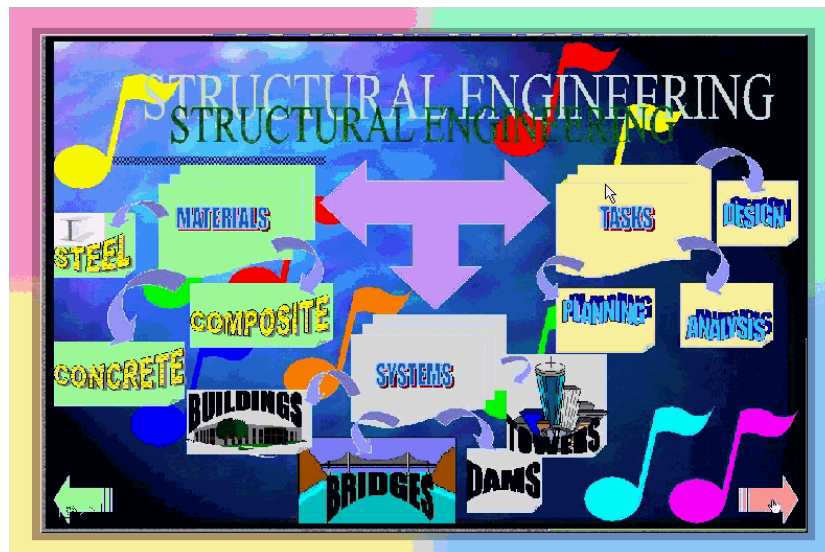 STRUCTURAL ENGINEERING
STRUCTURAL ENGINEERING
MATERIALS
TASKS
DESIGN
STEEL
COMPOSITE
PLANNING
ANALYSIS
CONCRETE
SYSTEMS
BUILDINGS
TOWERS
BRIDGES
DAMS